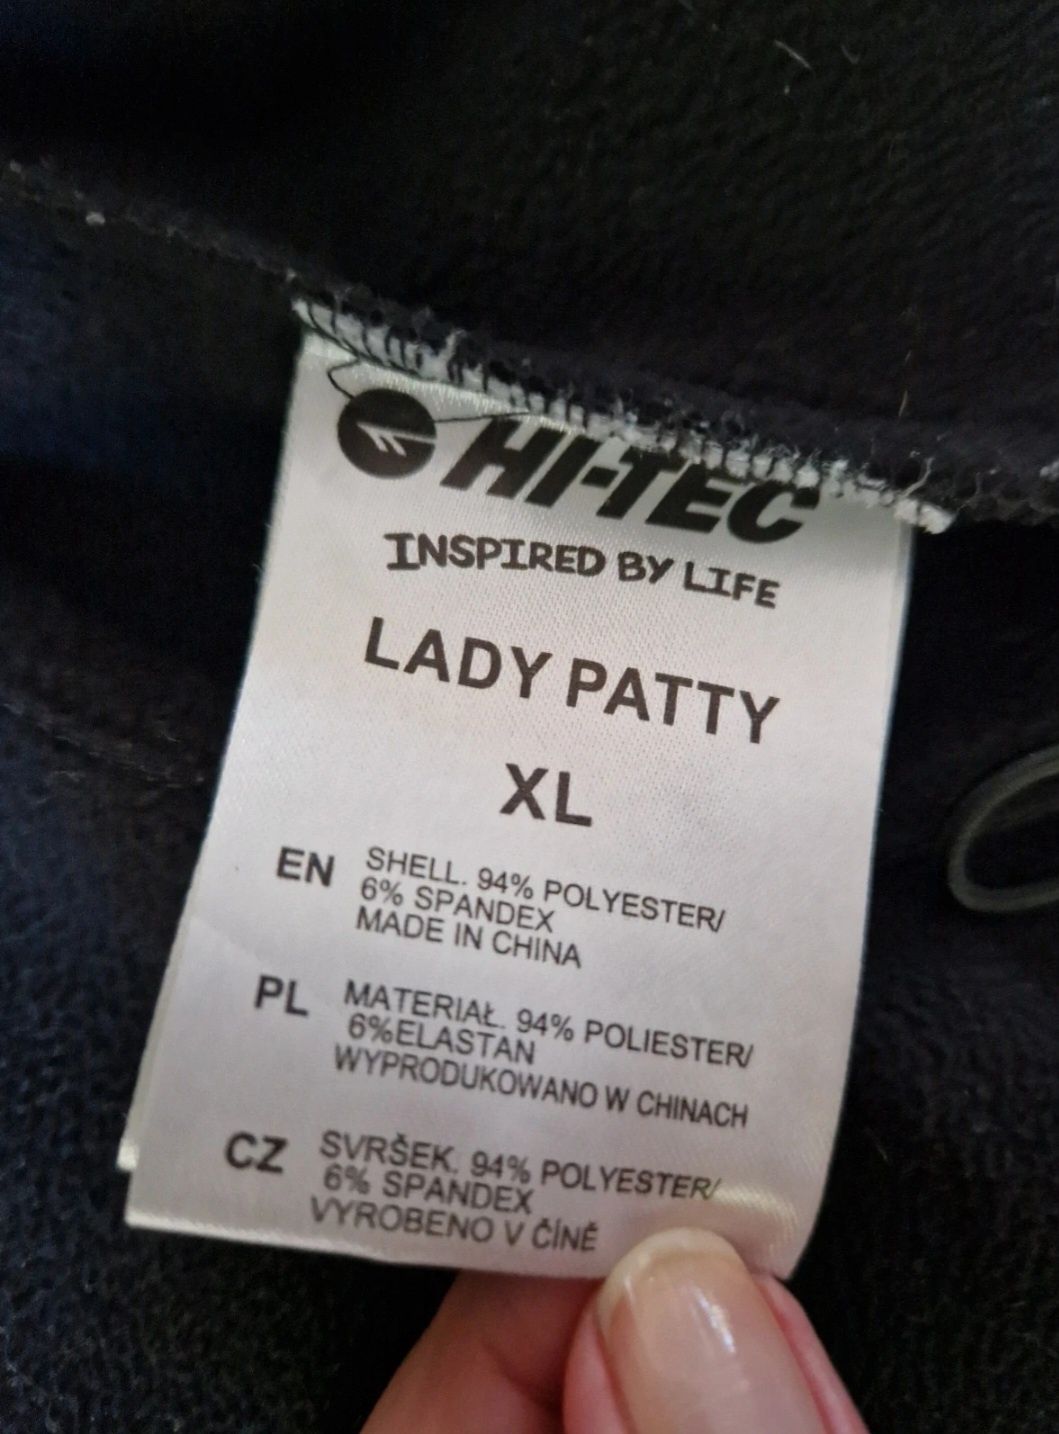 HI-TEC
INSPIRED BY LIFE
LADY PATTY
XL
EN SHELL. 94% POLYESTER/
6% SPANDEX
MADE IN CHINA
PL MATERIAŁ. 94% POLIESTER/
6%ELASTAN
WYPRODUKOWANO W CHINACH
CZ SVRŠEK. 94% POLYESTER/
6% SPANDEX
VYROBENO V ČÍNĚ